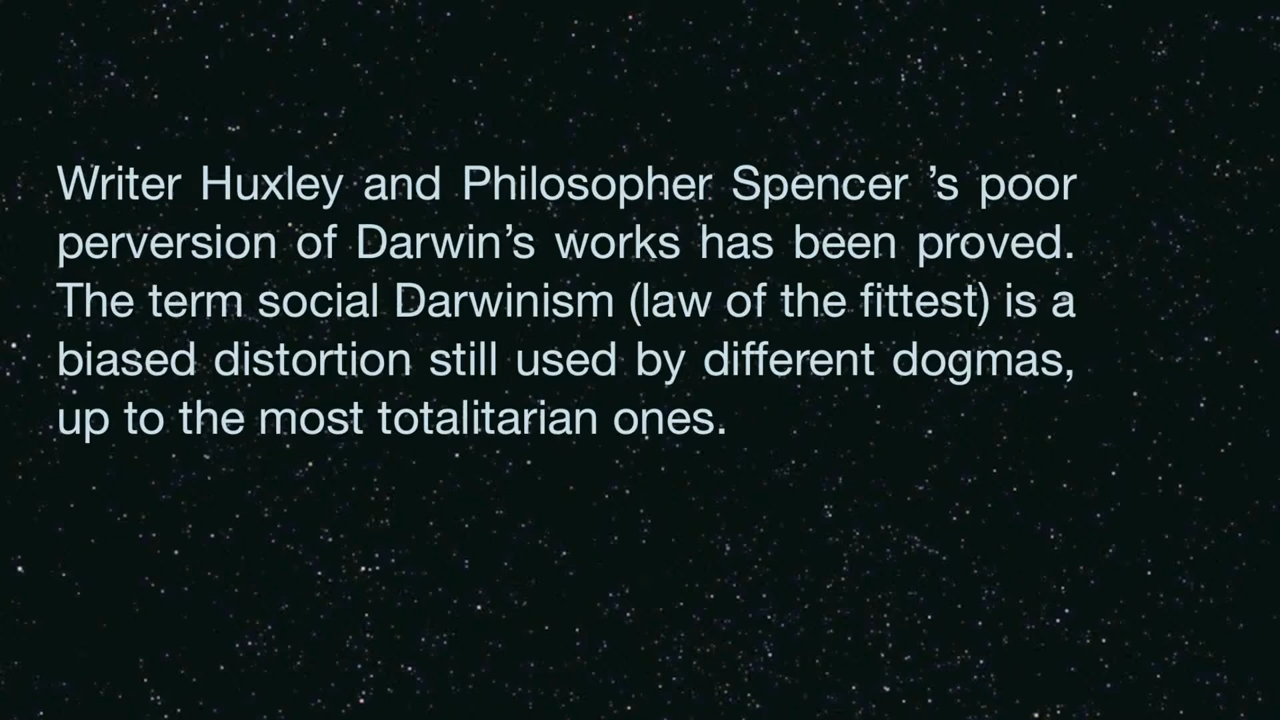 Writer Huxley and Philosopher Spencer ’s poor
perversion of Darwin’s works has been proved.
The term social Darwinism (law of the fittest) is a
biased distortion still used by different dogmas,
up to the most totalitarian ones.